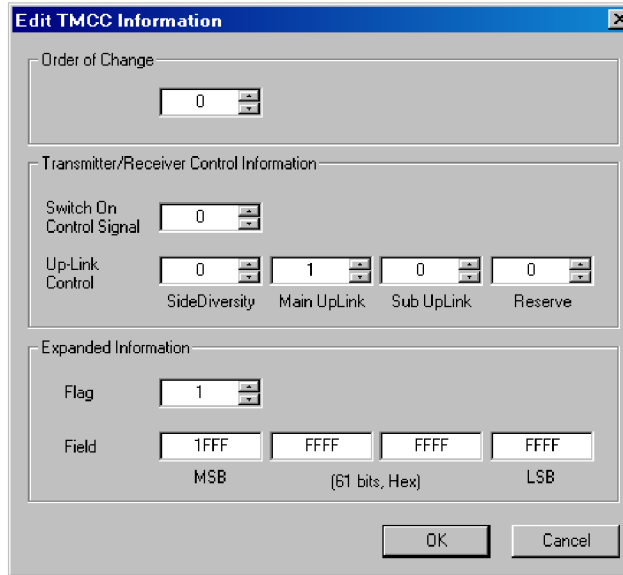 Edit TMCC Information
Order of Change
0
Transmitter/Receiver Control Information
Switch On
Control Signal
0
Up-Link
Control
0 1 0 0
SideDiversity Main UpLink Sub UpLink Reserve
Expanded Information
Flag
1
Field
1FFF FFFF FFFF FFFF
MSB (61 bits, Hex) LSB
OK Cancel